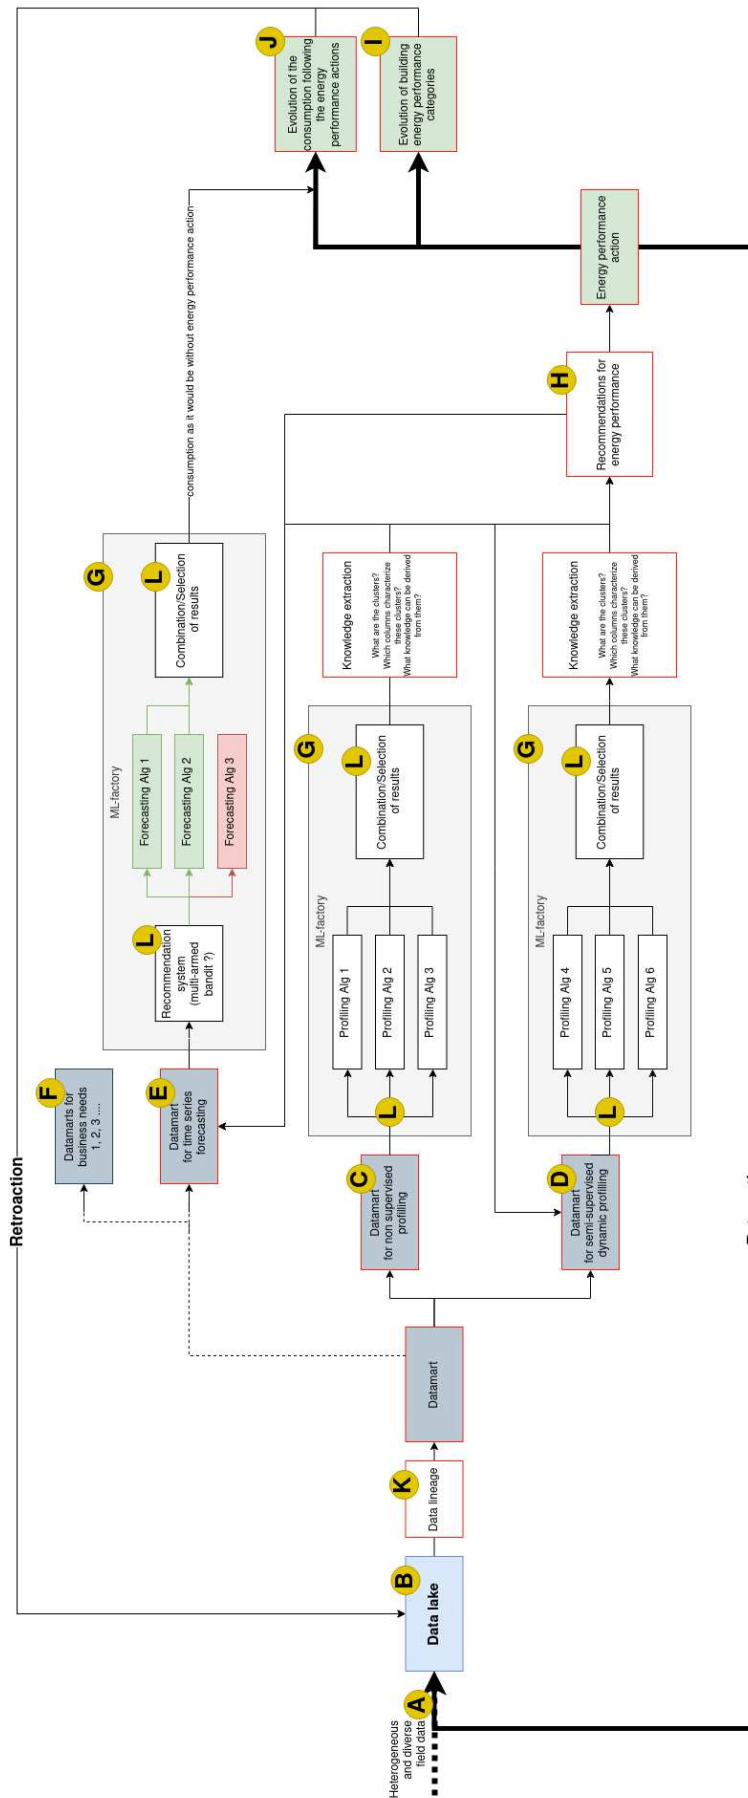 Retroaction
Heterogeneous
and diverse
field data
A
B
Data lake
K
Data lineage
Datamart
F
Datamarts for
business needs
1, 2, 3 ....
E
Datamart
for time series
forecasting
C
Datamart
for non supervised
profilling
D
Datamart
for semi-supervised
dynamic profilling
G
ML-factory
L
Recommendation
system
(multi-armed
bandit ?)
Forecasting Alg 1
Forecasting Alg 2
Forecasting Alg 3
L
Combination/Selection
of results
consumption as it would be without energy performance action
G
ML-factory
L
Profiling Alg 1
Profiling Alg 2
Profiling Alg 3
L
Combination/Selection
of results
Knowledge extraction
What are the clusters?
Which columns characterize
these clusters?
What knowledge can be derived
from them?
G
ML-factory
L
Profiling Alg 4
Profiling Alg 5
Profiling Alg 6
L
Combination/Selection
of results
Knowledge extraction
What are the clusters?
Which columns characterize
these clusters?
What knowledge can be derived
from them?
H
Recommendations for
energy performance
Energy performance
action
J
Evolution of the
consumption following
the energy
performance actions
I
Evolution of building
energy performance
categories